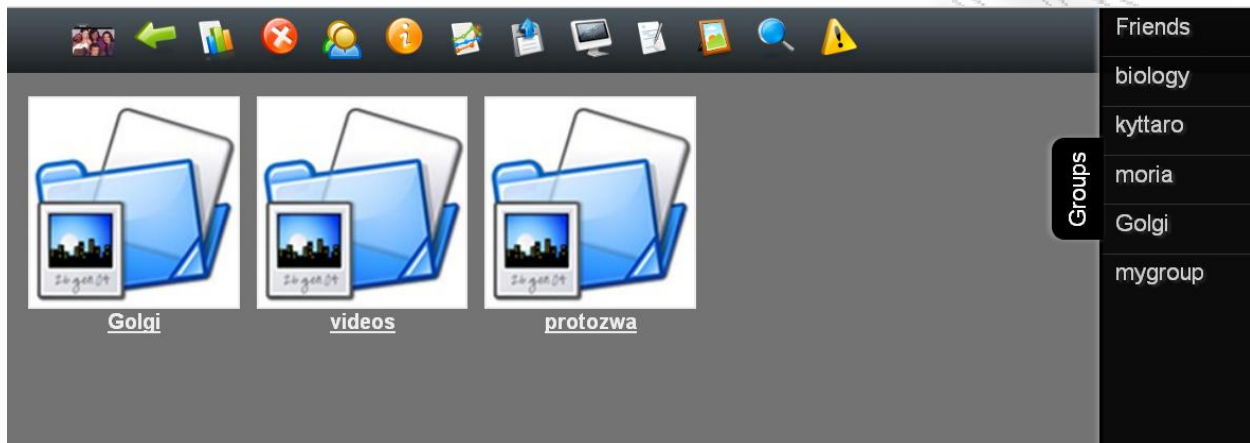 Golgi
videos
protozwa
Groups
Friends
biology
kyttaro
moria
Golgi
mygroup